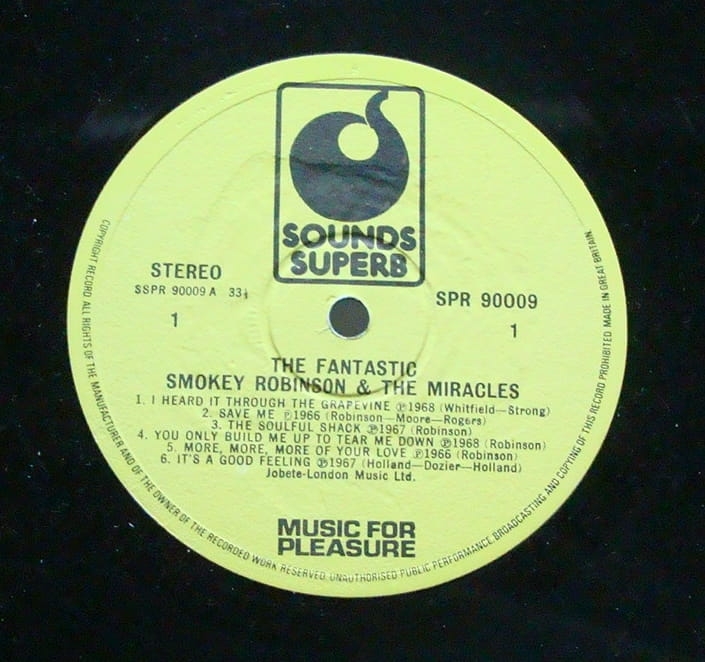 SOUNDS
SUPERB
STEREO
SSPR 90009 A 33⅓
1
SPR 90009
1
THE FANTASTIC
SMOKEY ROBINSON & THE MIRACLES
1. I HEARD IT THROUGH THE GRAPEVINE ℗1968 (Whitfield—Strong)
2. SAVE ME ℗1966 (Robinson—Moore—Rogers)
3. THE SOULFUL SHACK ℗1967 (Robinson)
4. YOU ONLY BUILD ME UP TO TEAR ME DOWN ℗1968 (Robinson)
5. MORE, MORE, MORE OF YOUR LOVE ℗1966 (Robinson)
6. IT'S A GOOD FEELING ℗1967 (Holland—Dozier—Holland)
Jobete-London Music Ltd.
MUSIC FOR
PLEASURE
COPYRIGHT RECORD ALL RIGHTS OF THE MANUFACTURER AND OF THE OWNER OF THE RECORDED WORK RESERVED. UNAUTHORISED PUBLIC PERFORMANCE BROADCASTING AND COPYING OF THIS RECORD PROHIBITED MADE IN GREAT BRITAIN.